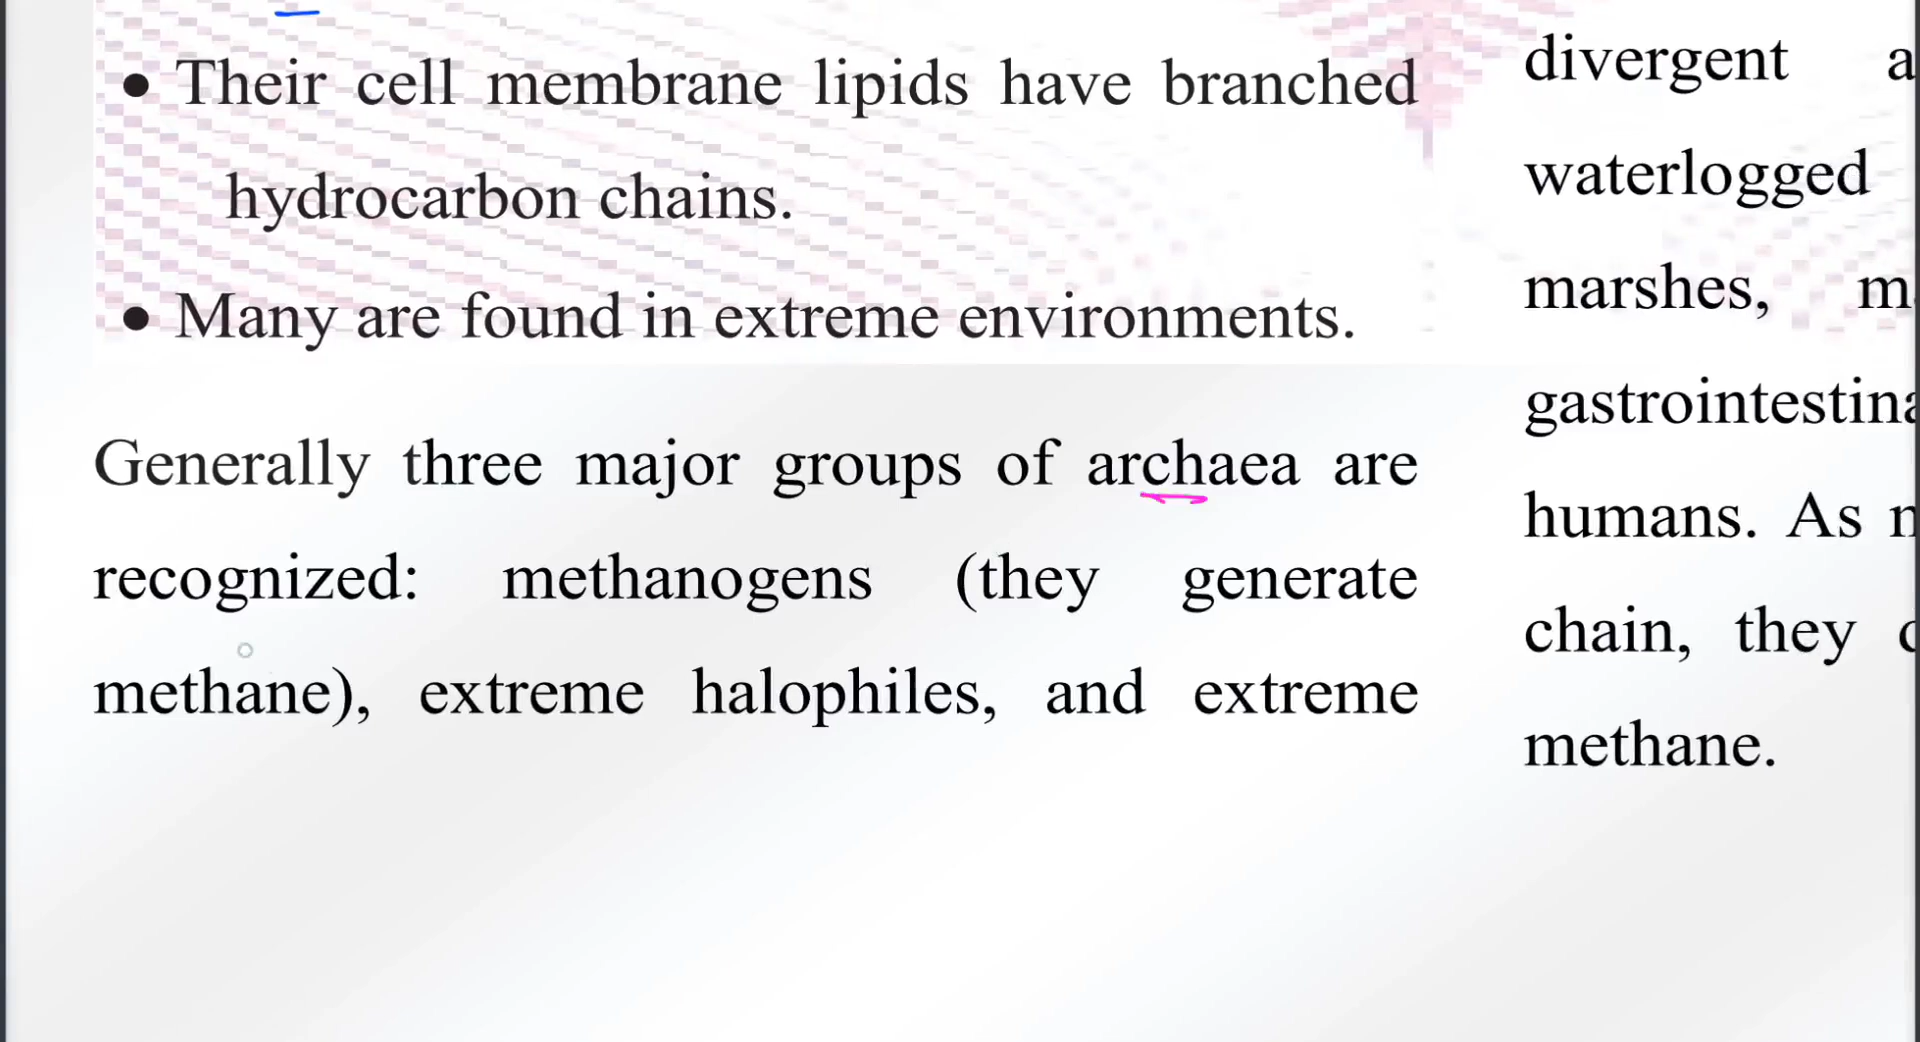 • Their cell membrane lipids have branched
hydrocarbon chains.
• Many are found in extreme environments.
Generally three major groups of archaea are
recognized: methanogens (they generate
methane), extreme halophiles, and extreme
divergent
waterlogged
marshes,
humans. As
chain, they
methane.